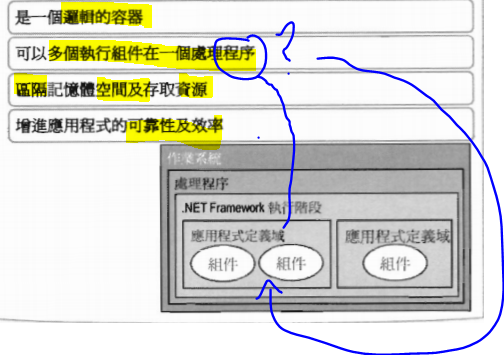 是一個邏輯的容器
可以多個執行組件在一個處理程序
?
區隔記憶體空間及存取資源
增進應用程式的可靠性及效率
作業系統
處理程序
.NET Framework 執行階段
應用程式定義域 應用程式定義域
組件 組件 組件